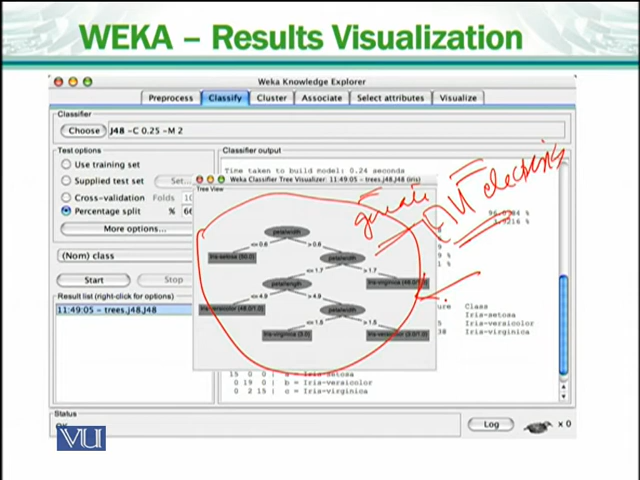 WEKA – Results Visualization
Weka Knowledge Explorer
Preprocess Classify Cluster Associate Select attributes Visualize
Classifier
Choose J48 -C 0.25 -M 2
Test options
Use training set
Supplied test set Set...
Cross-validation Folds 10
Percentage split % 66
More options...
(Nom) class
Start Stop
Result list (right-click for options)
11:49:05 - trees.j48.J48
Classifier output
Time taken to build model: 0.24 seconds
Weka Classifier Tree Visualizer: 11:49:05 - trees.j48.J48 (iris)
Tree View
petalwidth
<= 0.6 > 0.6
Iris-setosa (50.0) petalwidth
<= 1.7 > 1.7
petallength Iris-virginica (46.0/1.0)
<= 4.9 > 4.9
Iris-versicolor (48.0/1.0) petalwidth
<= 1.5 > 1.5
Iris-virginica (3.0) Iris-versicolor (3.0/1.0)
Class
Iris-setosa
Iris-versicolor
Iris-virginica
15 0 0 | a = Iris-setosa
0 19 0 | b = Iris-versicolor
0 2 15 | c = Iris-virginica
Status
OK
Log x 0
VU